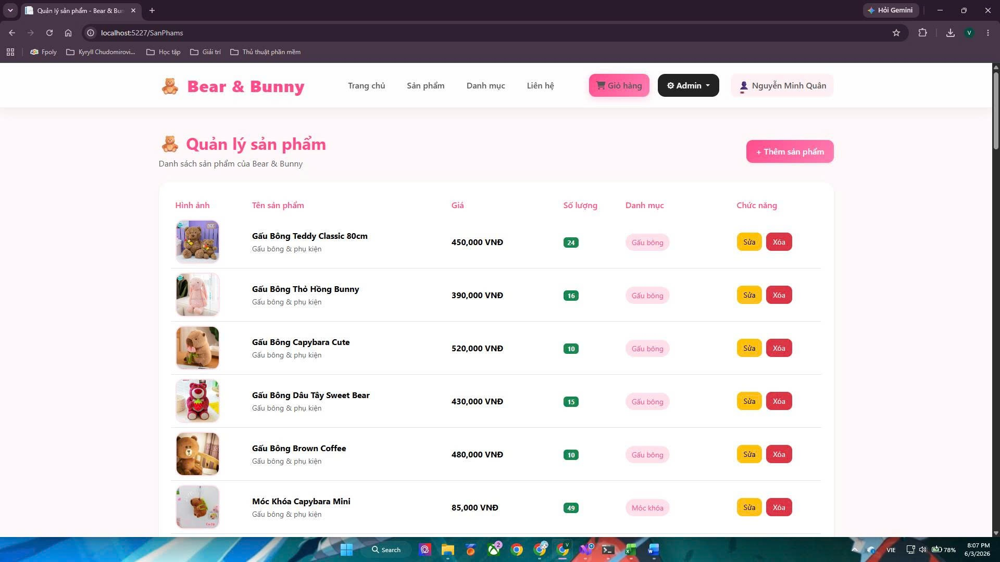 Quản lý sản phẩm - Bear & Bun
Hỏi Gemini
localhost:5227/SanPhams
V
Fpoly
Kyryll Chudomirovi...
Học tập
Giải trí
Thủ thuật phần mềm
Bear & Bunny
Trang chủ
Sản phẩm
Danh mục
Liên hệ
Giỏ hàng
Admin
Nguyễn Minh Quân
Quản lý sản phẩm
Danh sách sản phẩm của Bear & Bunny
+ Thêm sản phẩm
Hình ảnh Tên sản phẩm Giá Số lượng Danh mục Chức năng
Gấu Bông Teddy Classic 80cm
Gấu bông & phụ kiện
450,000 VNĐ 24 Gấu bông Sửa Xóa
Gấu Bông Thỏ Hồng Bunny
Gấu bông & phụ kiện
390,000 VNĐ 16 Gấu bông Sửa Xóa
Gấu Bông Capybara Cute
Gấu bông & phụ kiện
520,000 VNĐ 10 Gấu bông Sửa Xóa
Gấu Bông Dâu Tây Sweet Bear
Gấu bông & phụ kiện
430,000 VNĐ 15 Gấu bông Sửa Xóa
Gấu Bông Brown Coffee
Gấu bông & phụ kiện
480,000 VNĐ 10 Gấu bông Sửa Xóa
Móc Khóa Capybara Mini
Gấu bông & phụ kiện
85,000 VNĐ 49 Móc khóa Sửa Xóa
Search
2
V
VIE
78%
8:07 PM
6/3/2026